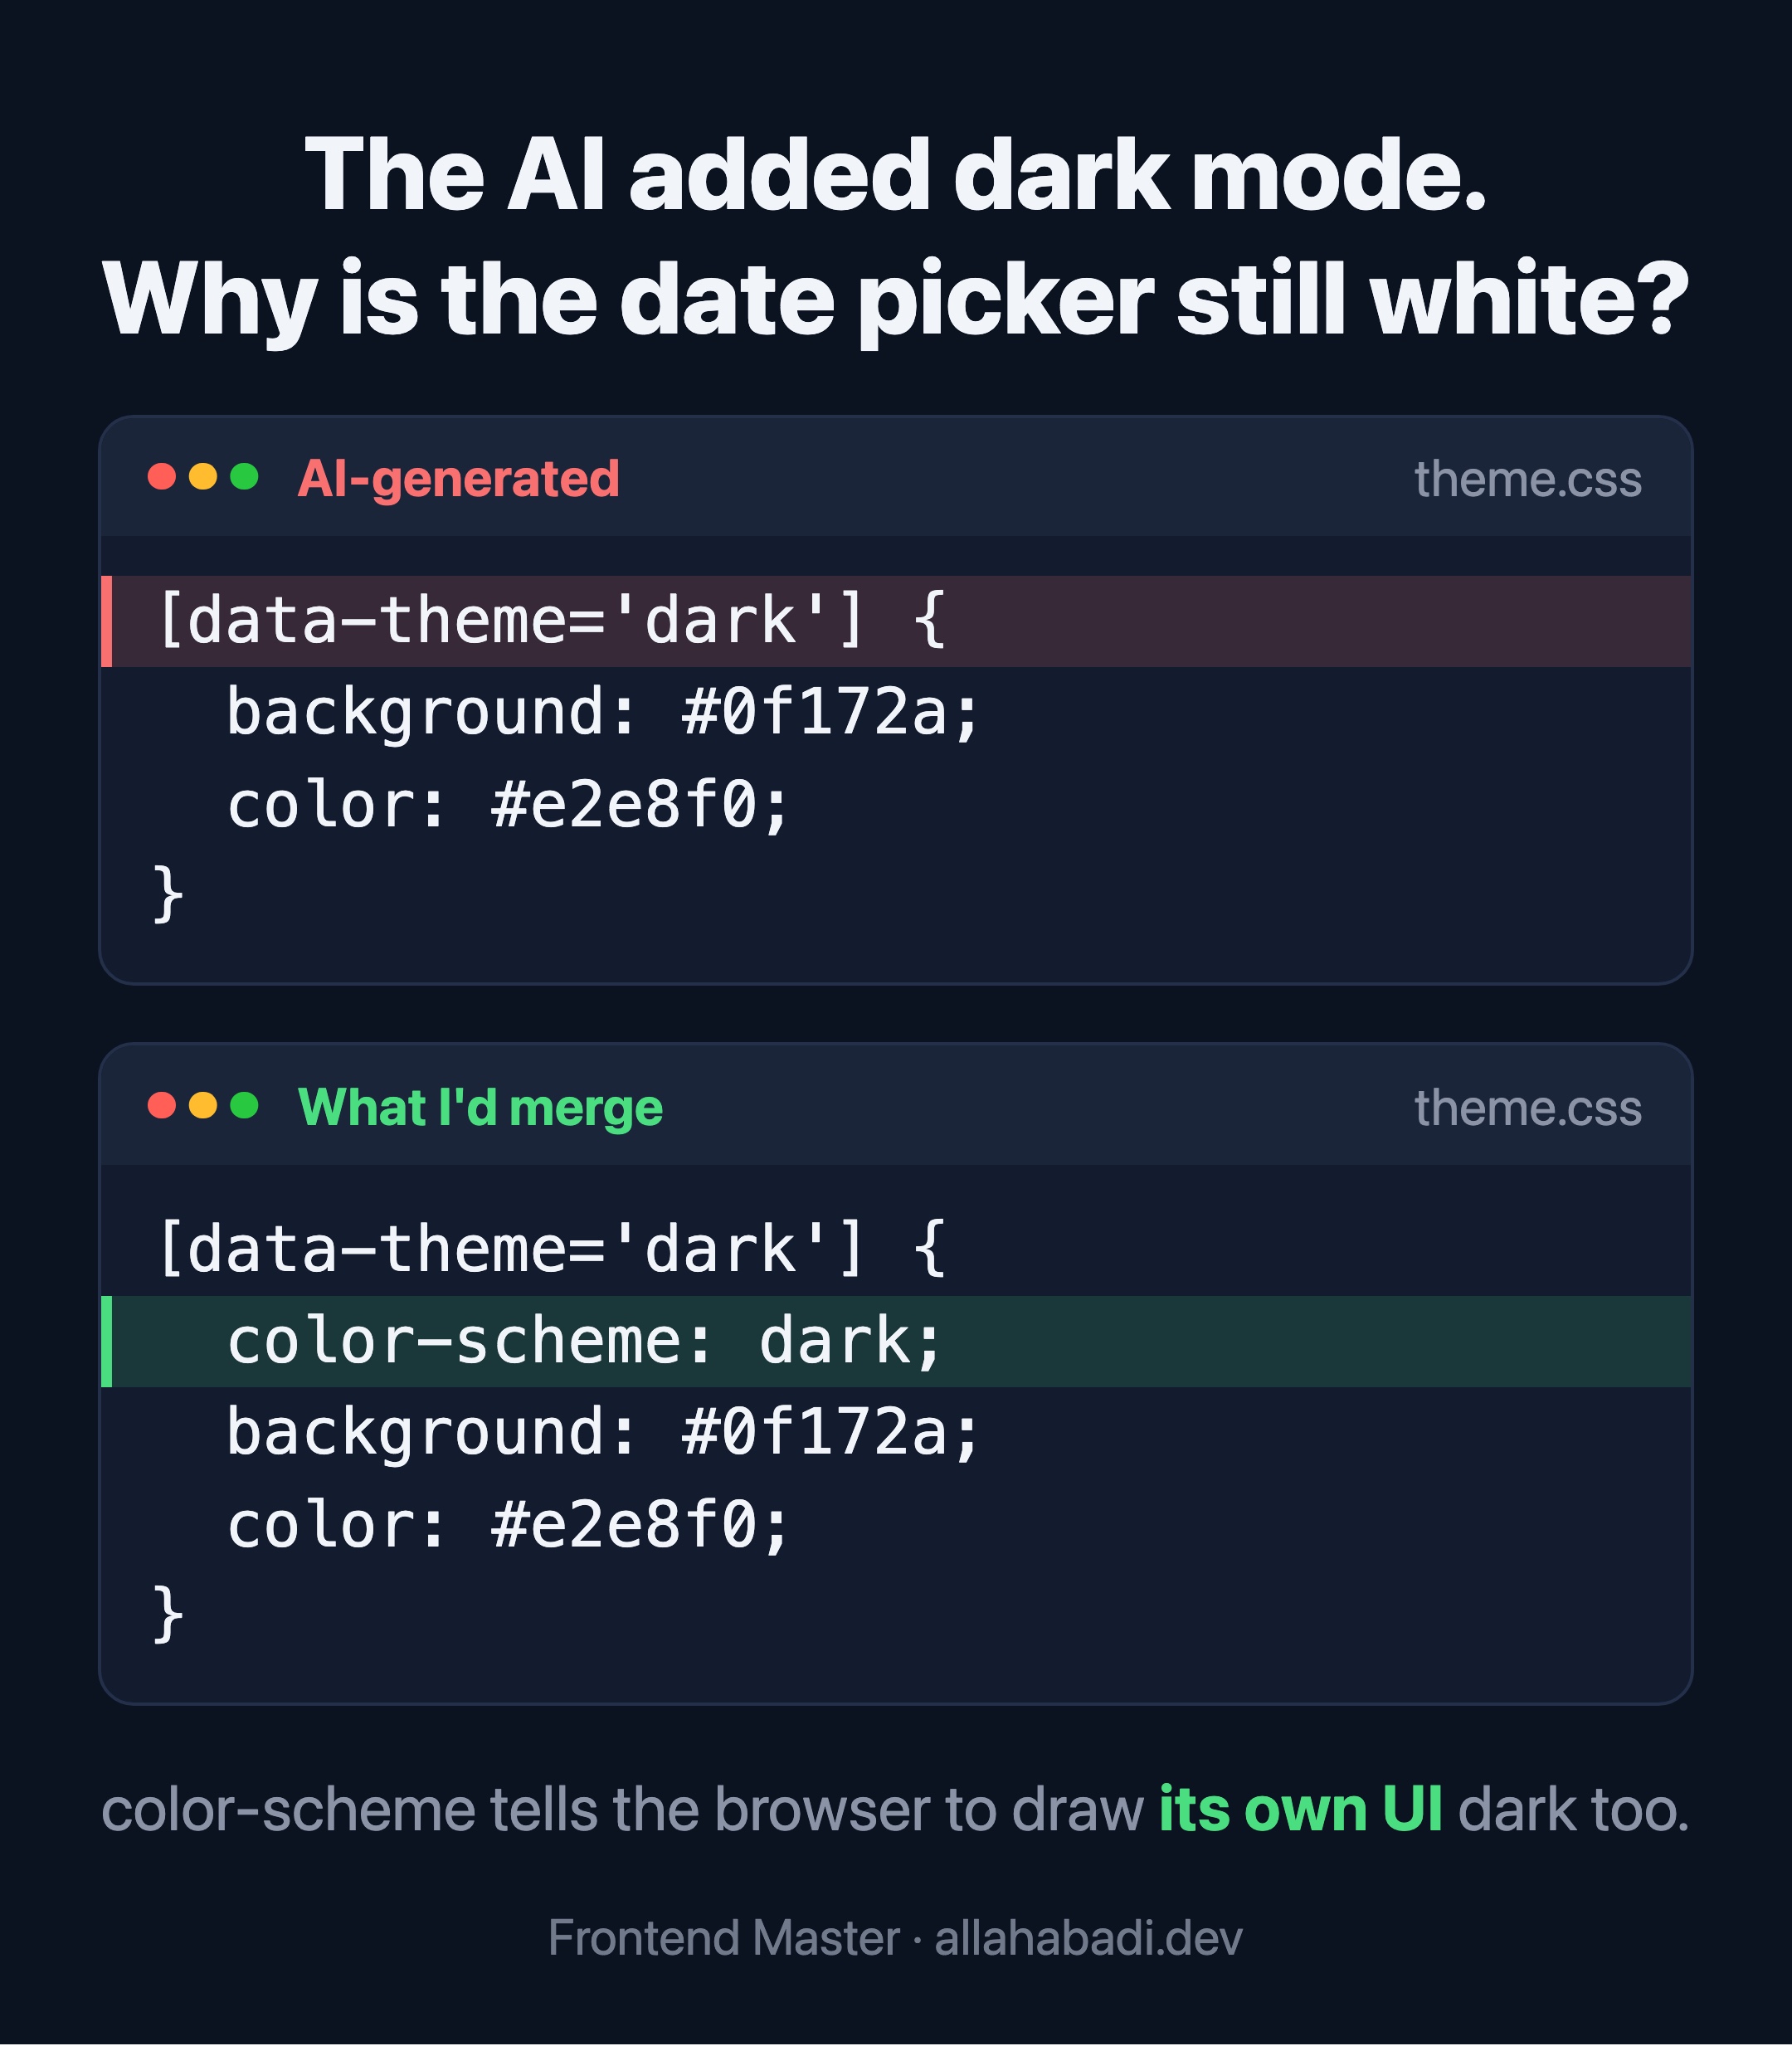 The AI added dark mode.
Why is the date picker still white?
AI-generated theme.css
[data-theme='dark'] {
  background: #0f172a;
  color: #e2e8f0;
}
What I'd merge theme.css
[data-theme='dark'] {
  color-scheme: dark;
  background: #0f172a;
  color: #e2e8f0;
}
color-scheme tells the browser to draw its own UI dark too.
Frontend Master · allahabadi.dev